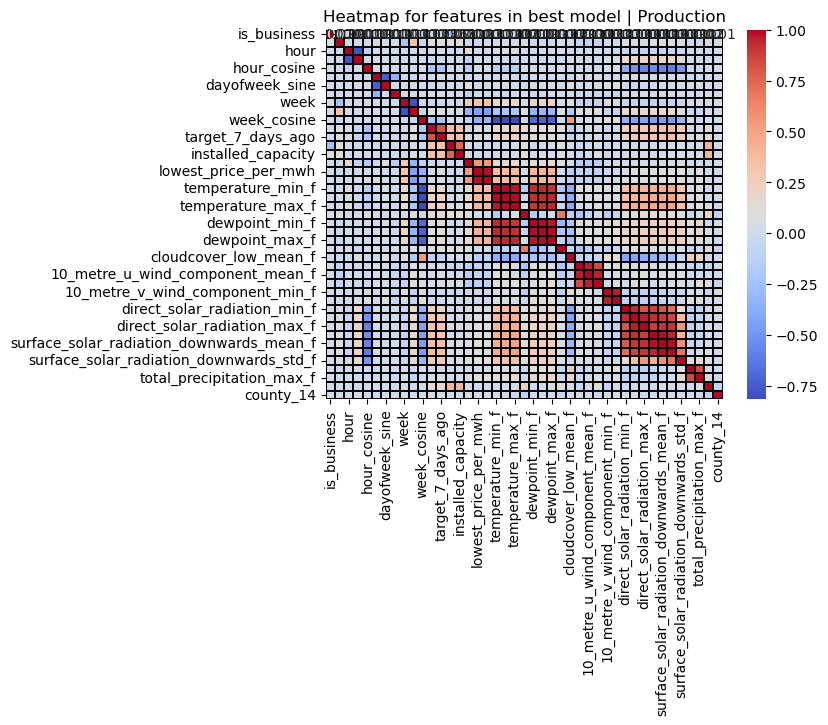 Heatmap for features in best model | Production
is_business
hour
hour_cosine
dayofweek_sine
week
week_cosine
target_7_days_ago
installed_capacity
lowest_price_per_mwh
temperature_min_f
temperature_max_f
dewpoint_min_f
dewpoint_max_f
cloudcover_low_mean_f
10_metre_u_wind_component_mean_f
10_metre_v_wind_component_min_f
direct_solar_radiation_min_f
direct_solar_radiation_max_f
surface_solar_radiation_downwards_mean_f
surface_solar_radiation_downwards_std_f
total_precipitation_max_f
county_14
is_business
hour
hour_cosine
dayofweek_sine
week
week_cosine
target_7_days_ago
installed_capacity
lowest_price_per_mwh
temperature_min_f
temperature_max_f
dewpoint_min_f
dewpoint_max_f
cloudcover_low_mean_f
10_metre_u_wind_component_mean_f
10_metre_v_wind_component_min_f
direct_solar_radiation_min_f
direct_solar_radiation_max_f
surface_solar_radiation_downwards_mean_f
surface_solar_radiation_downwards_std_f
total_precipitation_max_f
county_14
1.00
0.75
0.50
0.25
0.00
−0.25
−0.50
−0.75